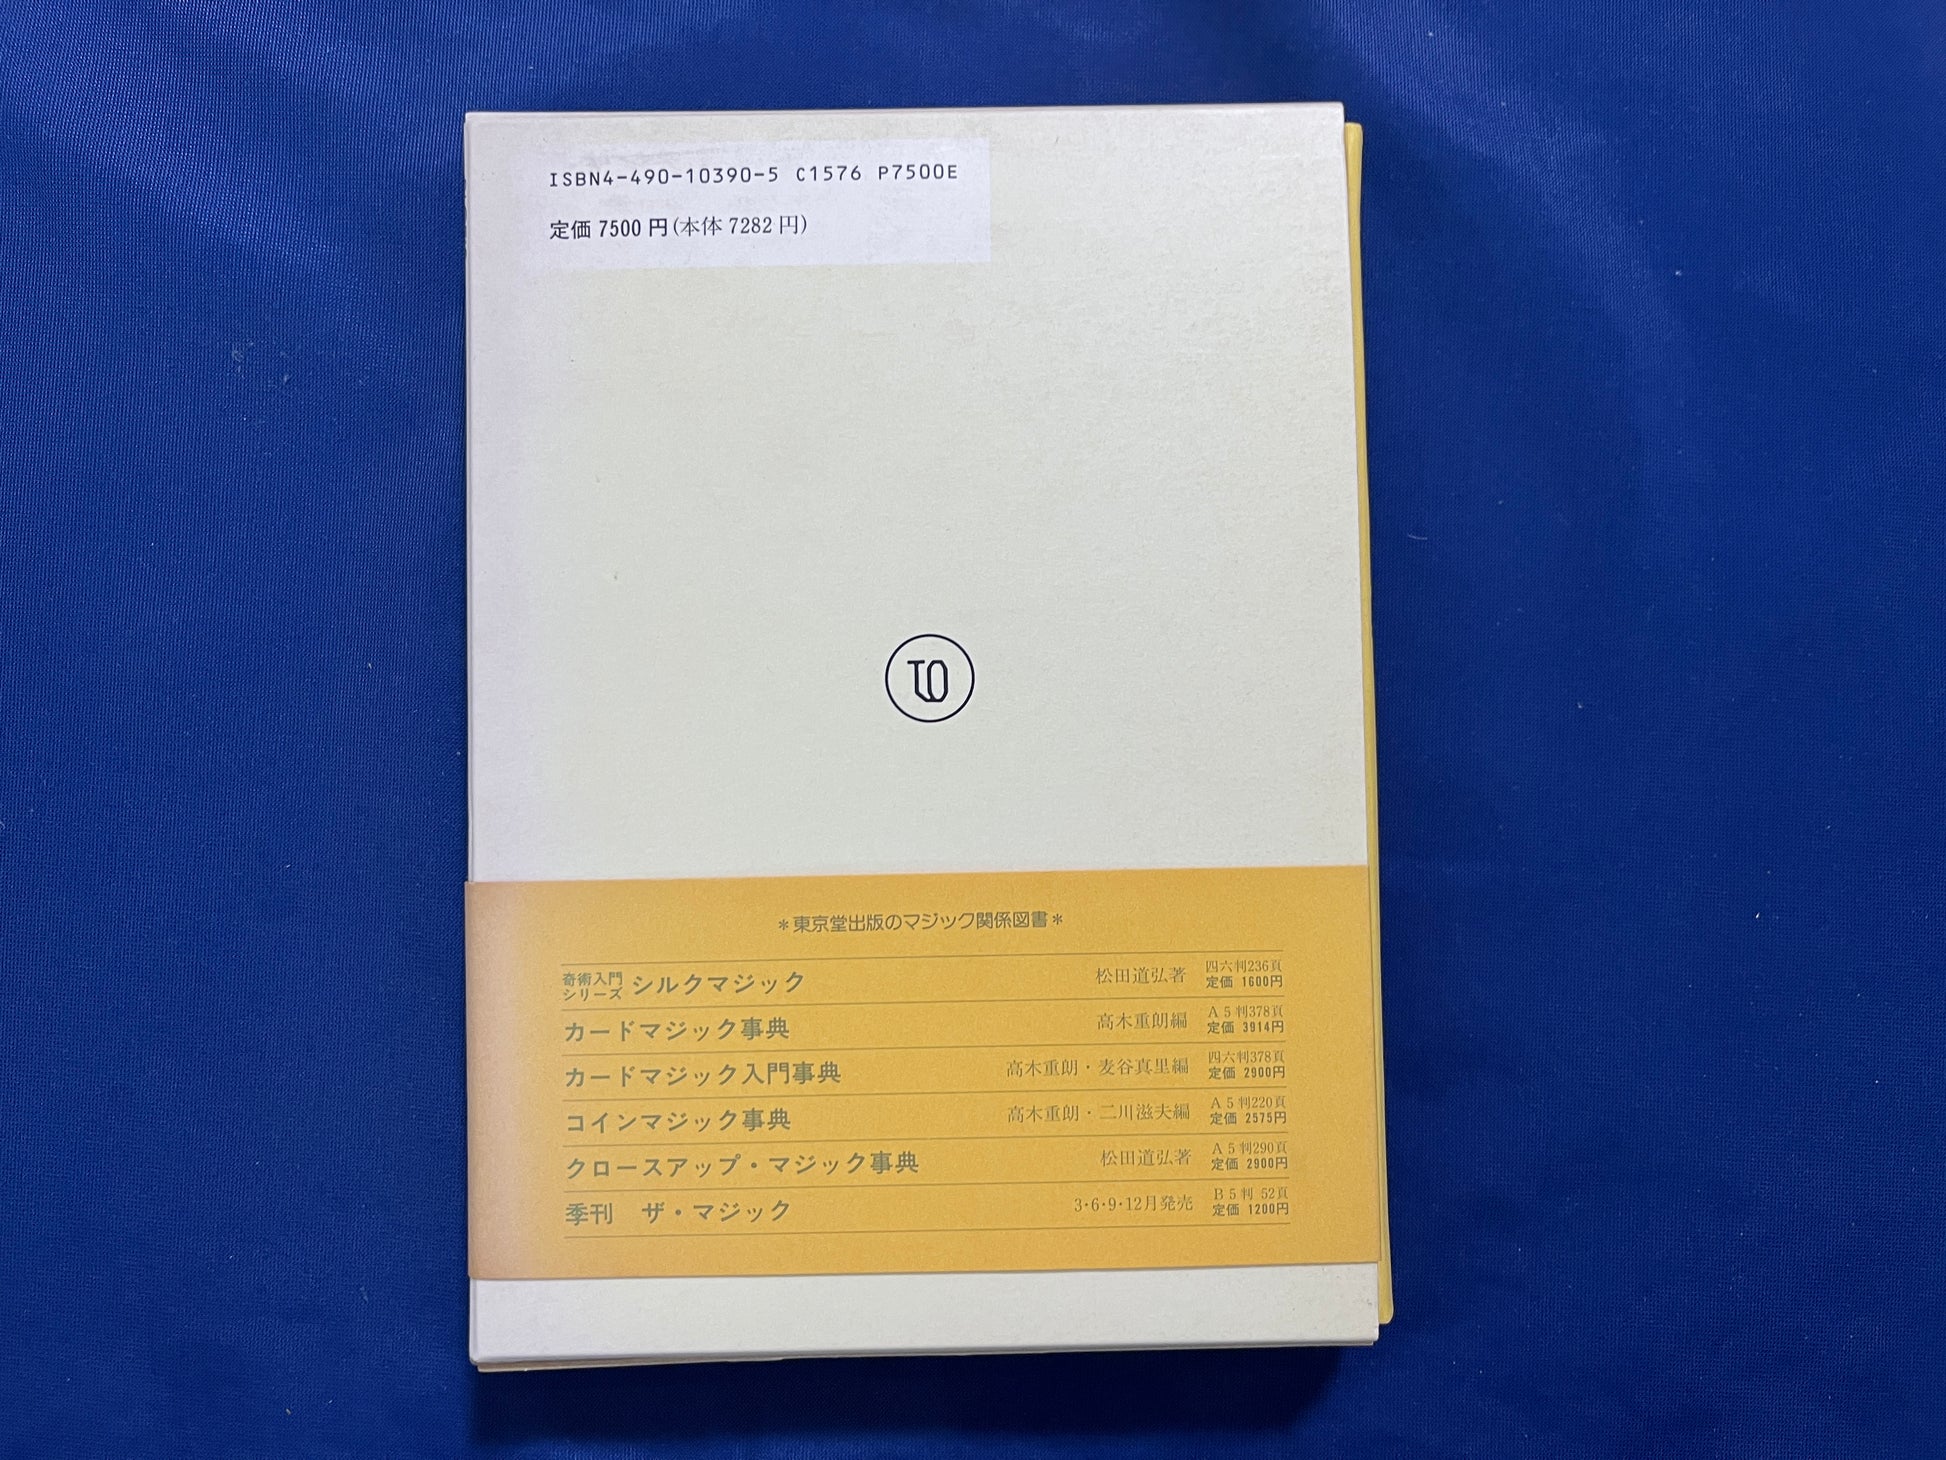 ISBN4-490-10390-5 C1576 P7500E
定価 7500 円(本体 7282 円)
TO
＊東京堂出版のマジック関係図書＊
奇術入門シリーズ シルクマジック 松田道弘著 四六判236頁 定価 1600円
カードマジック事典 高木重朗編 A5判378頁 定価 3914円
カードマジック入門事典 高木重朗・麦谷真里編 四六判378頁 定価 2900円
コインマジック事典 高木重朗・二川滋夫編 A5判220頁 定価 2575円
クロースアップ・マジック事典 松田道弘著 A5判290頁 定価 2900円
季刊 ザ・マジック 3・6・9・12月発売 B5判 52頁 定価 1200円